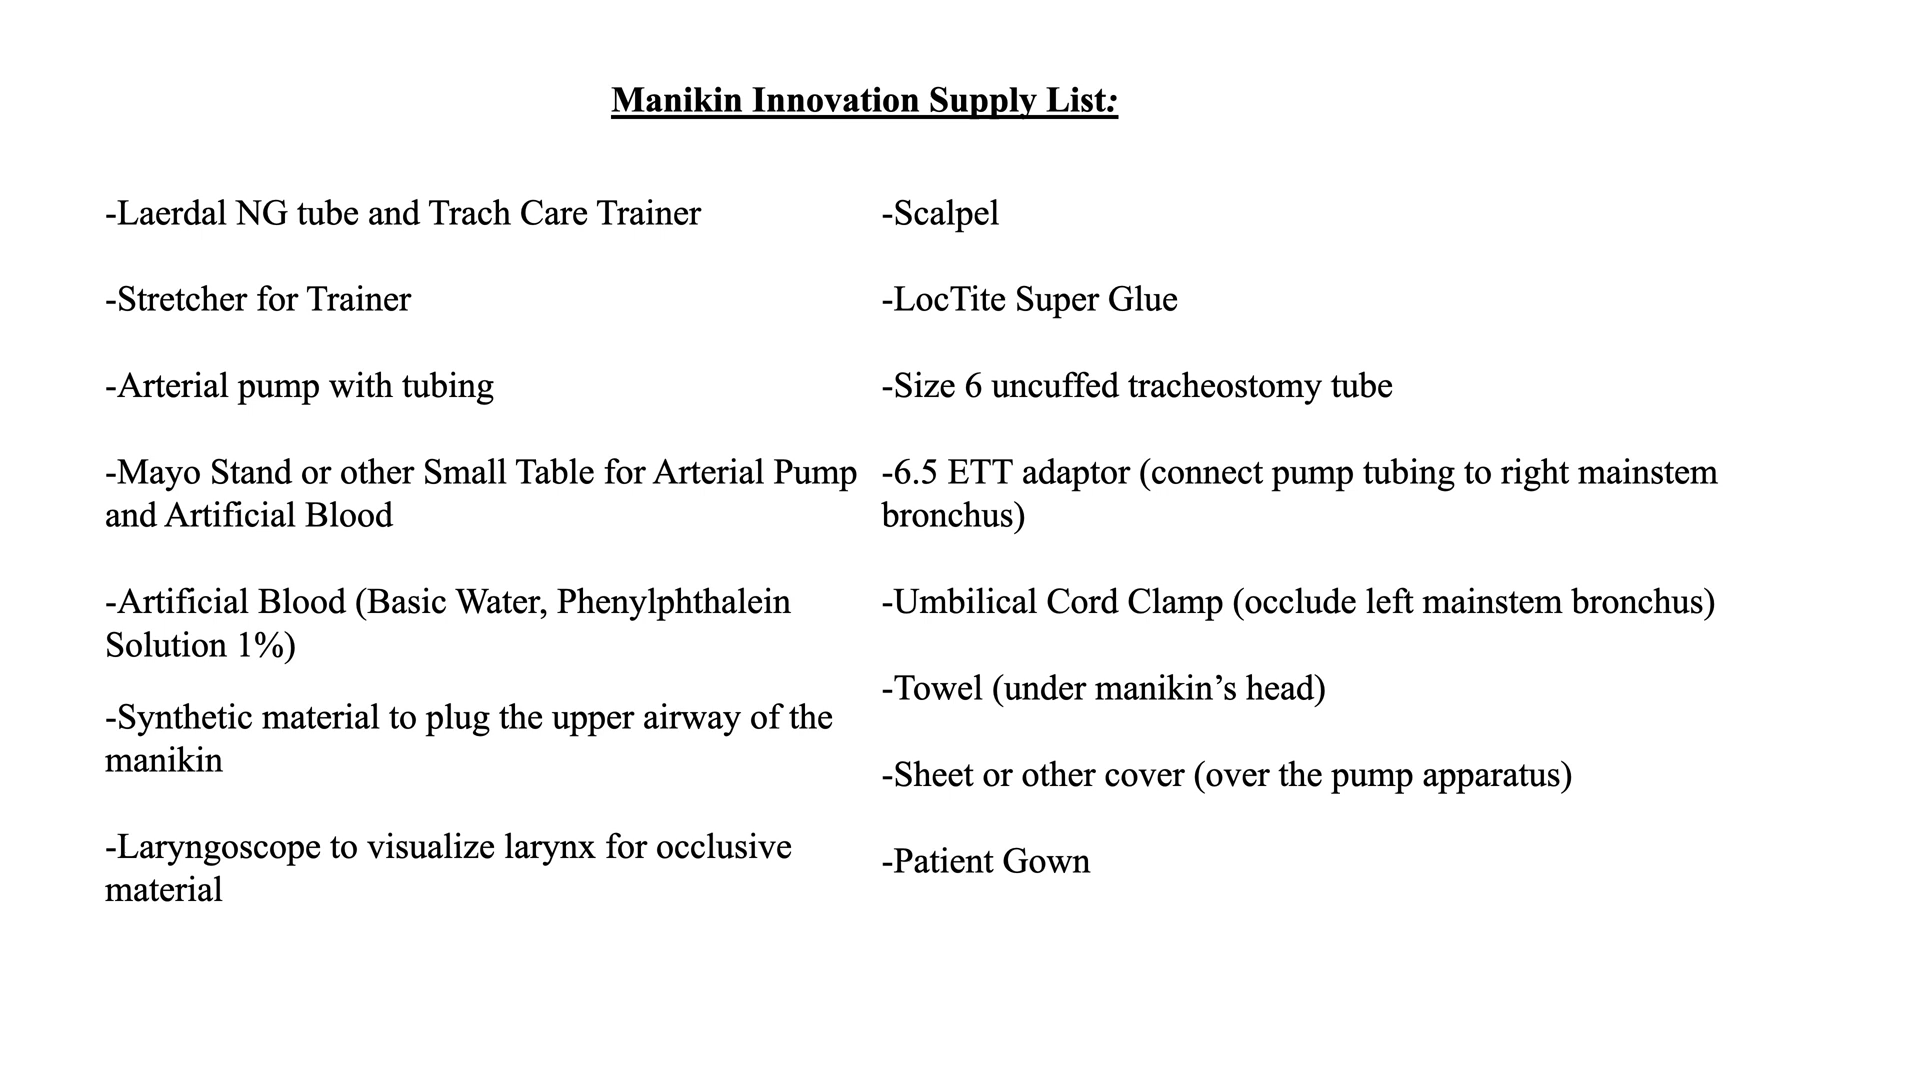 Manikin Innovation Supply List:
-Laerdal NG tube and Trach Care Trainer
-Stretcher for Trainer
-Arterial pump with tubing
-Mayo Stand or other Small Table for Arterial Pump
and Artificial Blood
-Artificial Blood (Basic Water, Phenylphthalein
Solution 1%)
-Synthetic material to plug the upper airway of the
manikin
-Laryngoscope to visualize larynx for occlusive
material
-Scalpel
-LocTite Super Glue
-Size 6 uncuffed tracheostomy tube
-6.5 ETT adaptor (connect pump tubing to right mainstem
bronchus)
-Umbilical Cord Clamp (occlude left mainstem bronchus)
-Towel (under manikin’s head)
-Sheet or other cover (over the pump apparatus)
-Patient Gown